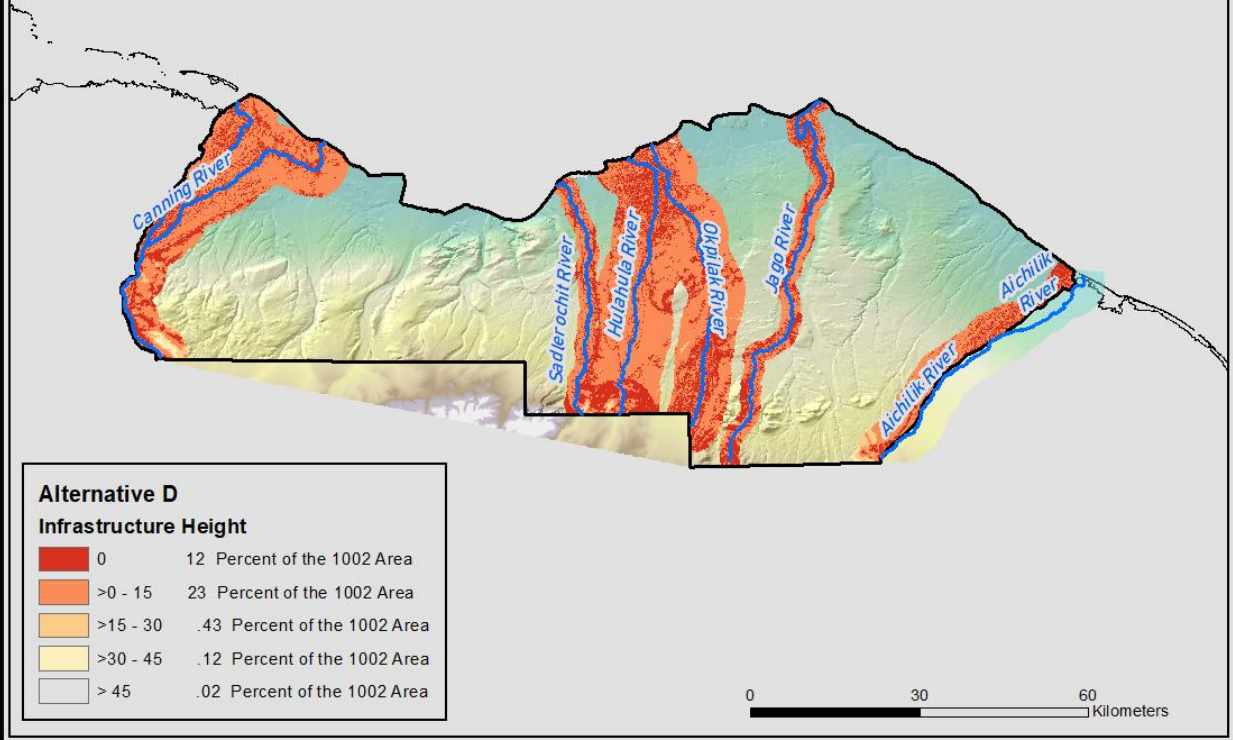 Canning River
Sadlerochit River
Hulahula River
Okpilak River
Jago River
Aichilik
River
Aichilik River
Alternative D
Infrastructure Height
0 12 Percent of the 1002 Area
>0 - 15 23 Percent of the 1002 Area
>15 - 30 .43 Percent of the 1002 Area
>30 - 45 .12 Percent of the 1002 Area
> 45 .02 Percent of the 1002 Area
0 30 60
Kilometers